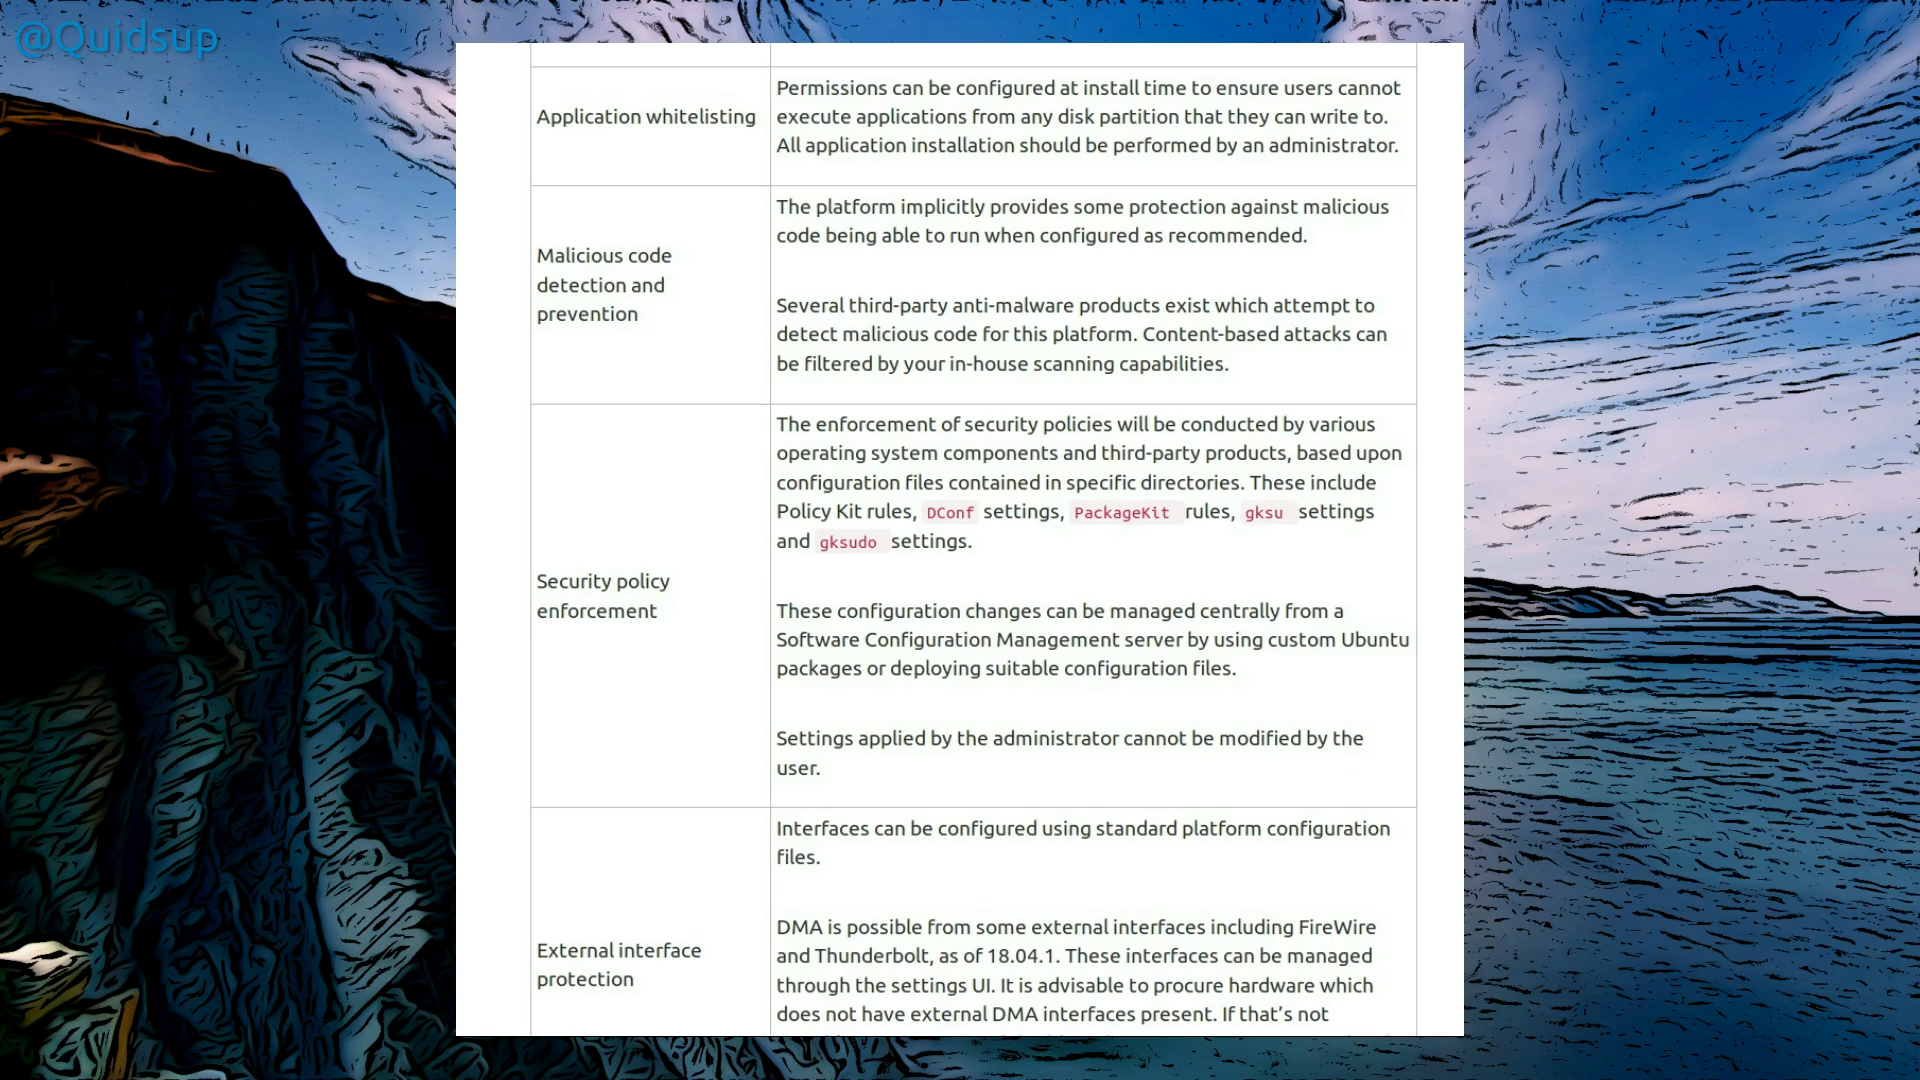 @Quidsup
Application whitelisting
Permissions can be configured at install time to ensure users cannot
execute applications from any disk partition that they can write to.
All application installation should be performed by an administrator.
Malicious code
detection and
prevention
The platform implicitly provides some protection against malicious
code being able to run when configured as recommended.
Several third-party anti-malware products exist which attempt to
detect malicious code for this platform. Content-based attacks can
be filtered by your in-house scanning capabilities.
Security policy
enforcement
The enforcement of security policies will be conducted by various
operating system components and third-party products, based upon
configuration files contained in specific directories. These include
Policy Kit rules, DConf settings, PackageKit rules, gksu settings
and gksudo settings.
These configuration changes can be managed centrally from a
Software Configuration Management server by using custom Ubuntu
packages or deploying suitable configuration files.
Settings applied by the administrator cannot be modified by the
user.
External interface
protection
Interfaces can be configured using standard platform configuration
files.
DMA is possible from some external interfaces including FireWire
and Thunderbolt, as of 18.04.1. These interfaces can be managed
through the settings UI. It is advisable to procure hardware which
does not have external DMA interfaces present. If that’s not